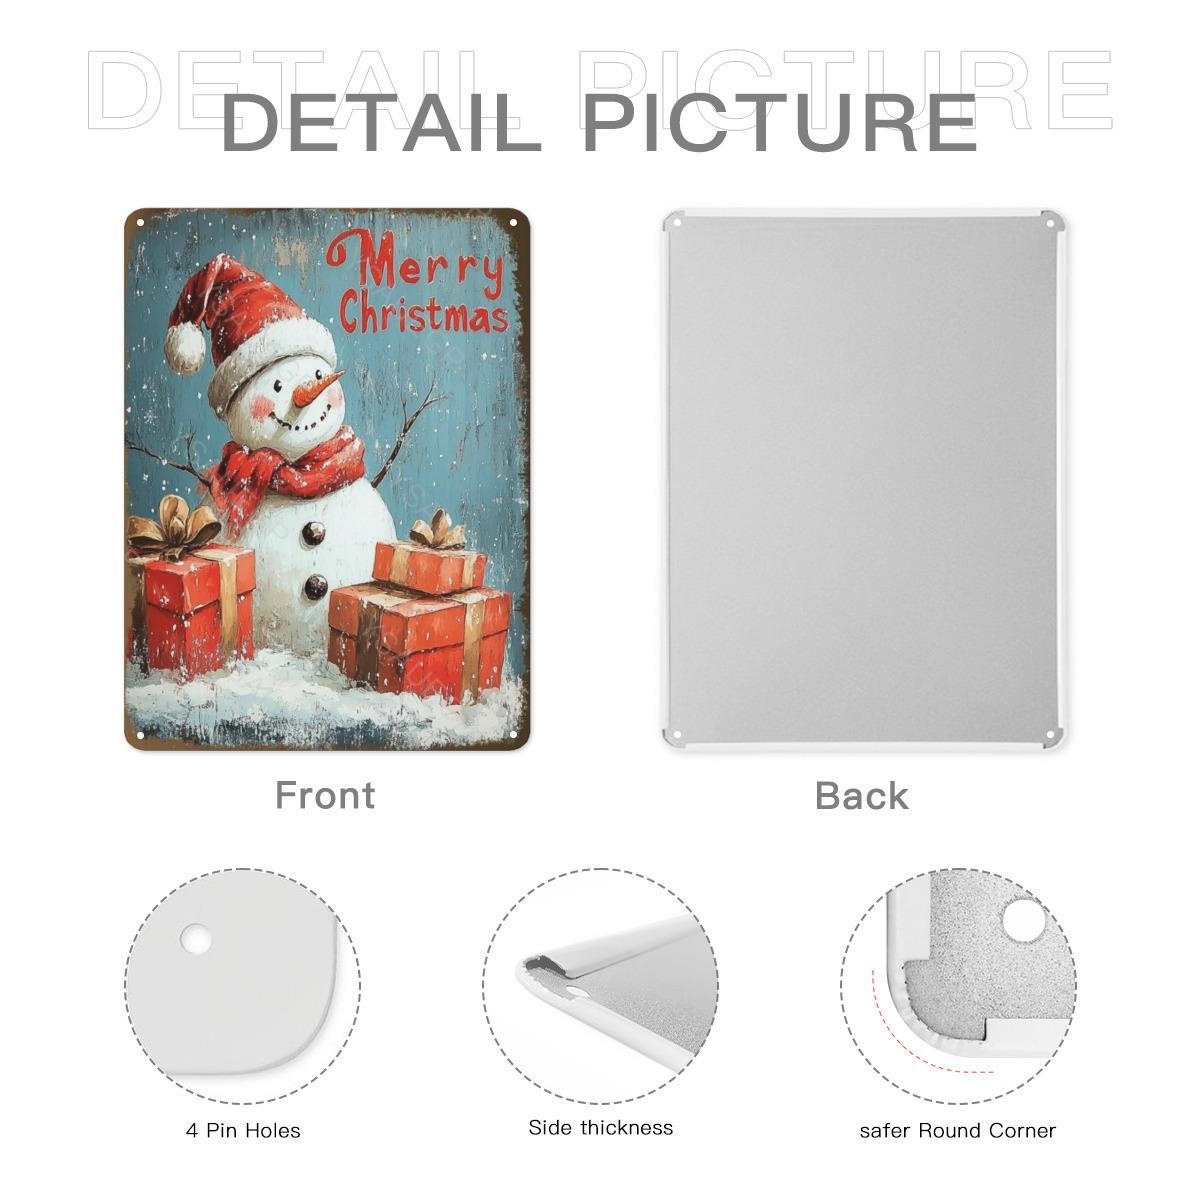 DETAIL PICTURE
DETAIL PICTURE
Merry
Christmas
Front
Back
4 Pin Holes
Side thickness
safer Round Corner